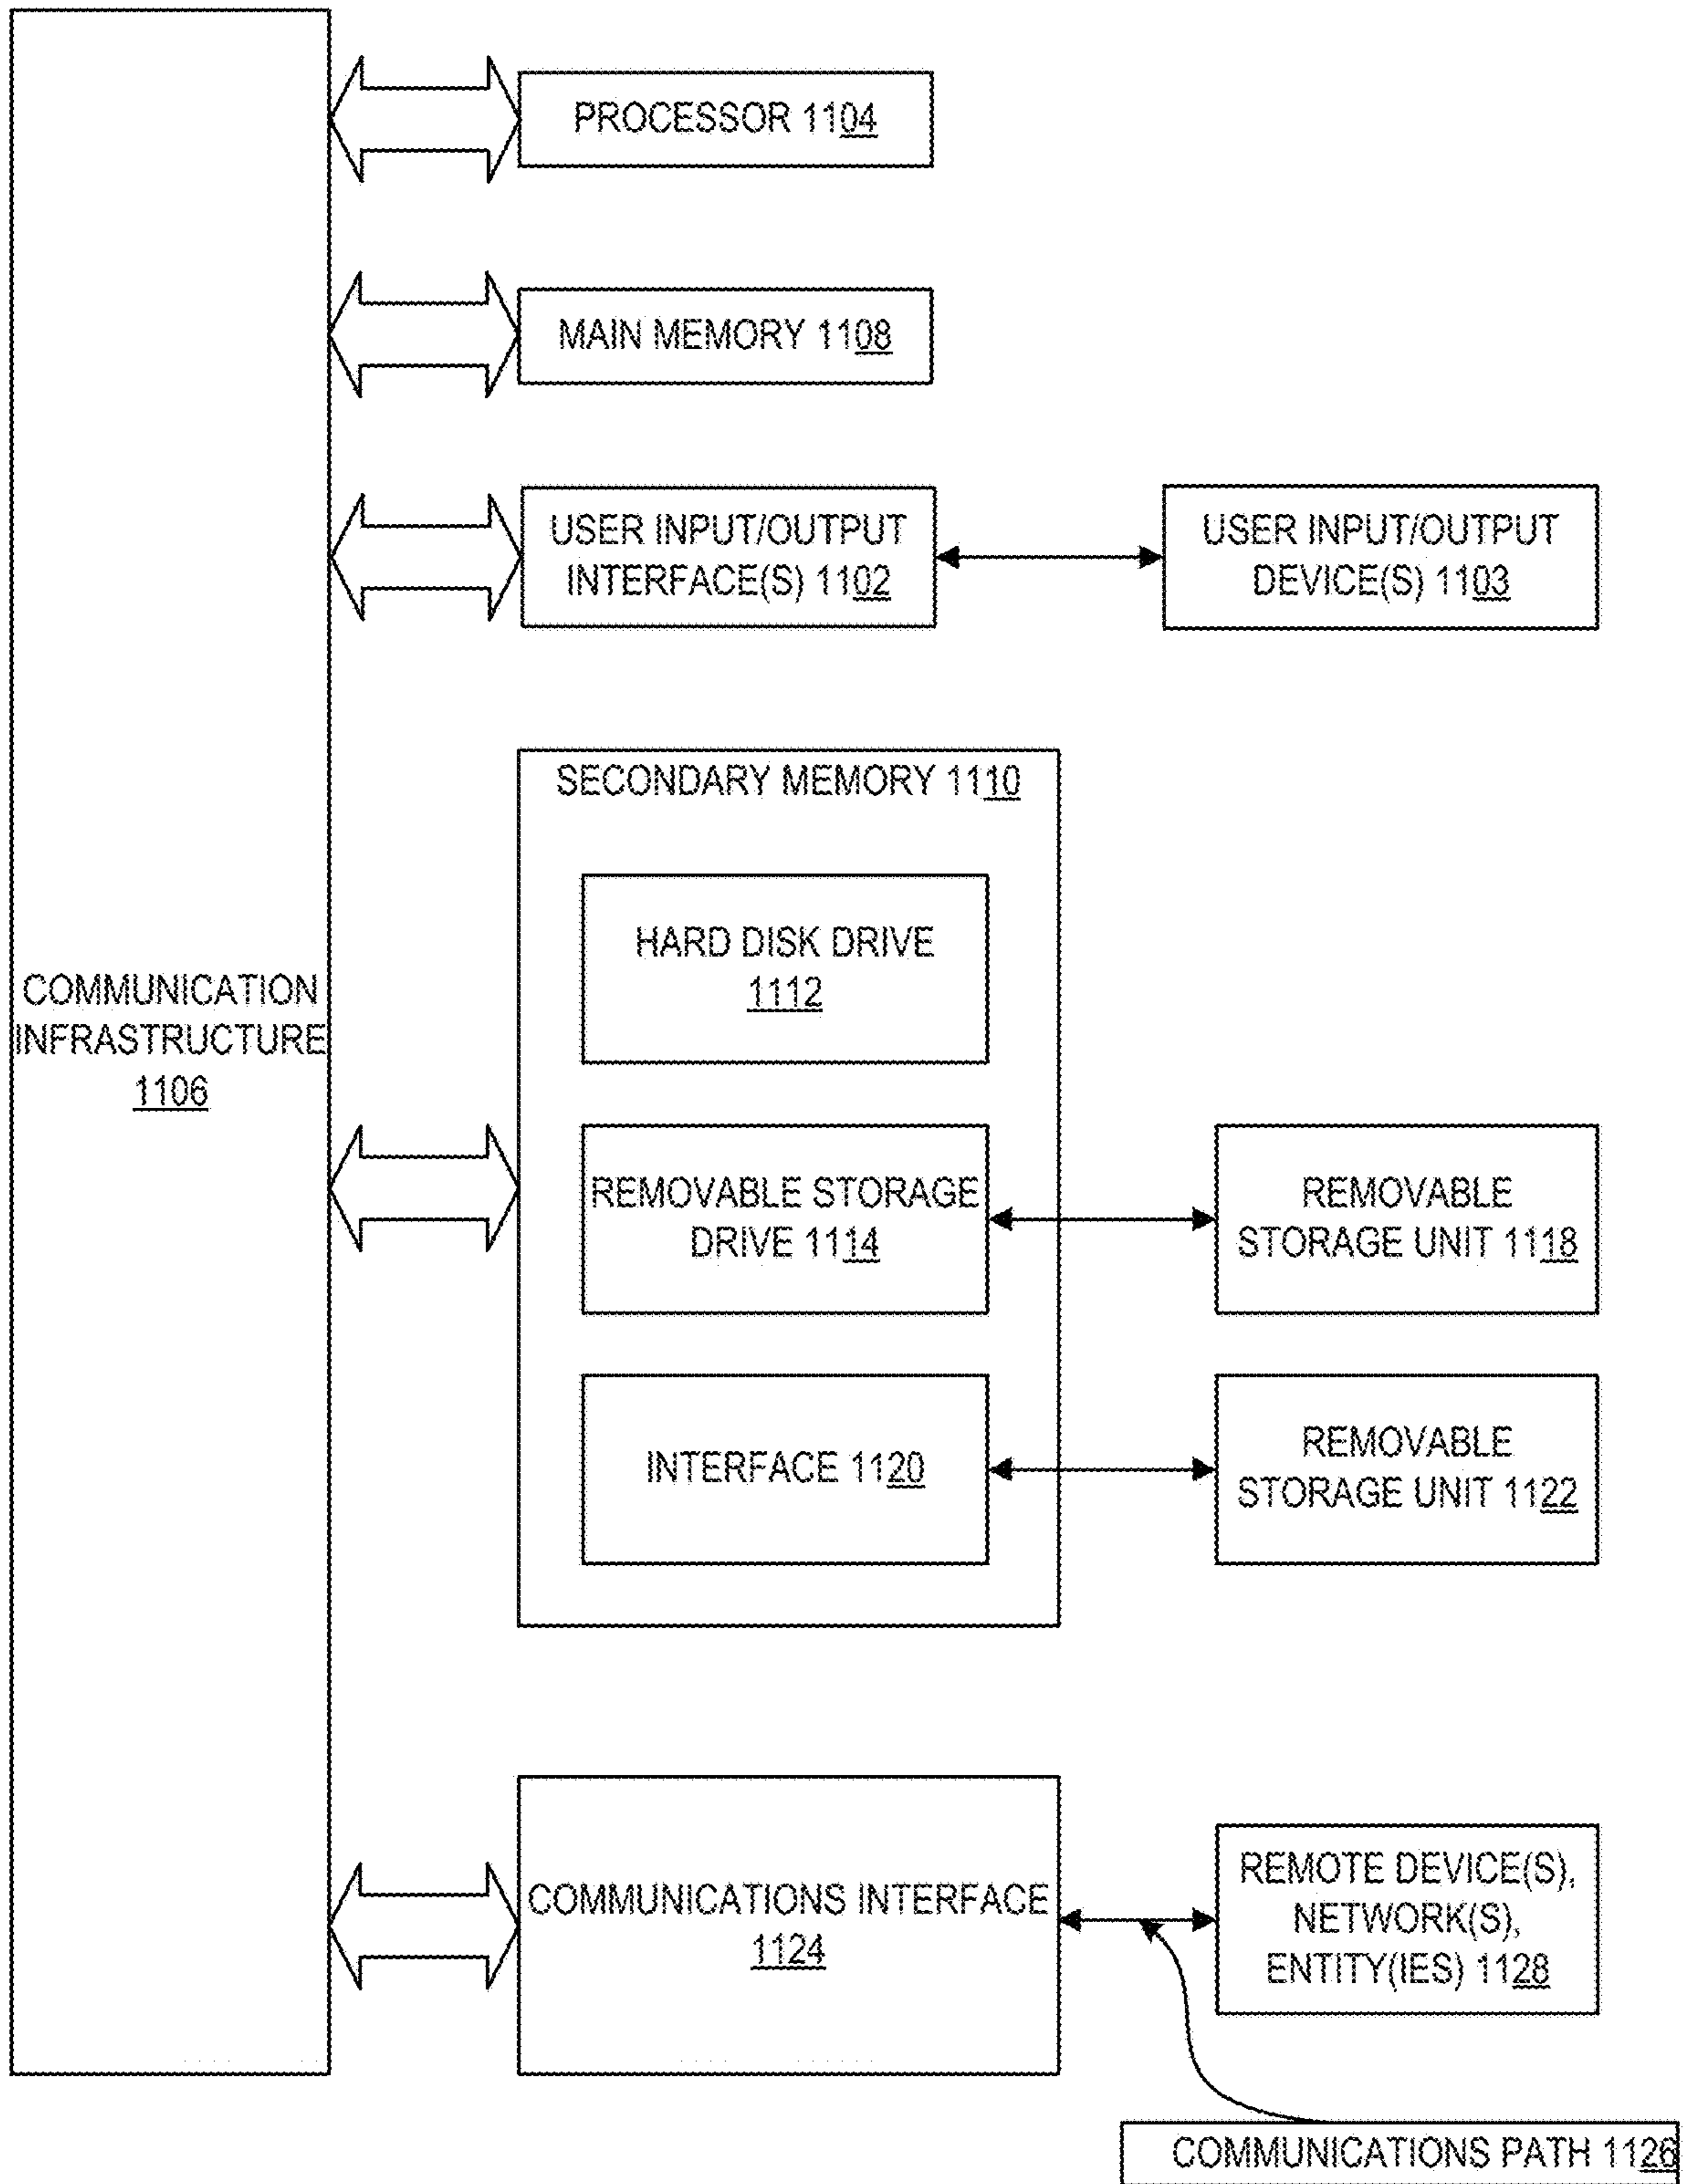 PROCESSOR 1104
MAIN MEMORY 1108
USER INPUT/OUTPUT
INTERFACE(S) 1102
USER INPUT/OUTPUT
DEVICE(S) 1103
SECONDARY MEMORY 1110
HARD DISK DRIVE
1112
COMMUNICATION
INFRASTRUCTURE
1106
REMOVABLE STORAGE
DRIVE 1114
REMOVABLE
STORAGE UNIT 1118
INTERFACE 1120
REMOVABLE
STORAGE UNIT 1122
COMMUNICATIONS INTERFACE
1124
REMOTE DEVICE(S),
NETWORK(S),
ENTITY(IES) 1128
COMMUNICATIONS PATH 1126